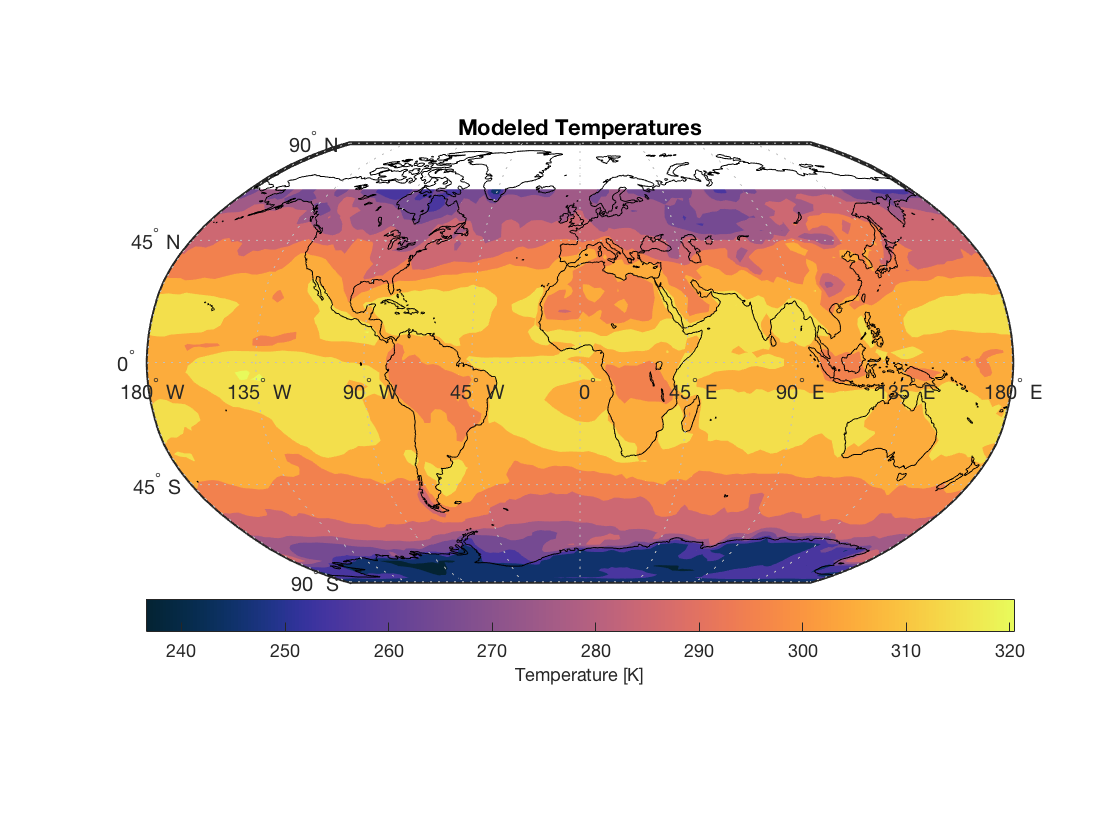 Modeled Temperatures
90° N
45° N
0°
180° W 135° W 90° W 45° W 0° 45° E 90° E 135° E 180° E
45° S
90° S
240 250 260 270 280 290 300 310 320
Temperature [K]